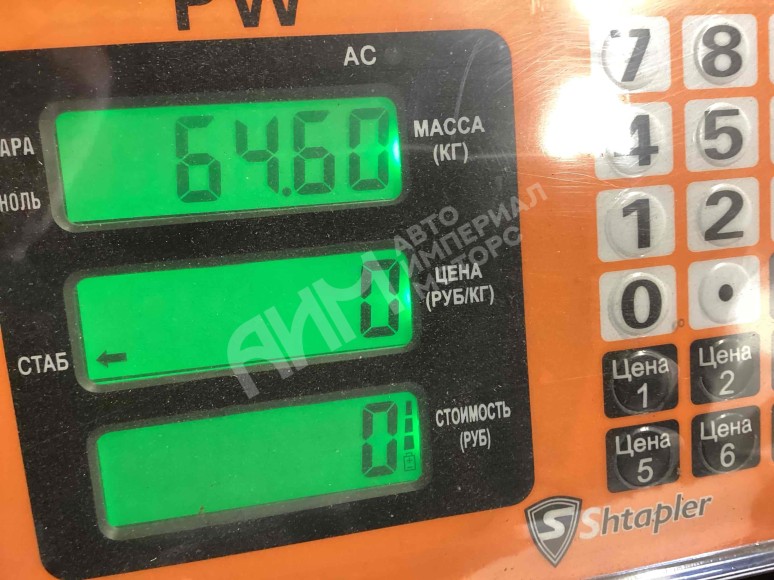 PW
AC
АРА
НОЛЬ
64.60
МАССА
(КГ)
0
ЦЕНА
(РУБ/КГ)
СТАБ
0
СТОИМОСТЬ
(РУБ)
7 8
4 5
1 2
0 .
Цена 1
Цена 2
Цена 5
Цена 6
S Shtapler
АИМ АВТО
ИМПЕРИАЛ
МОТОРС